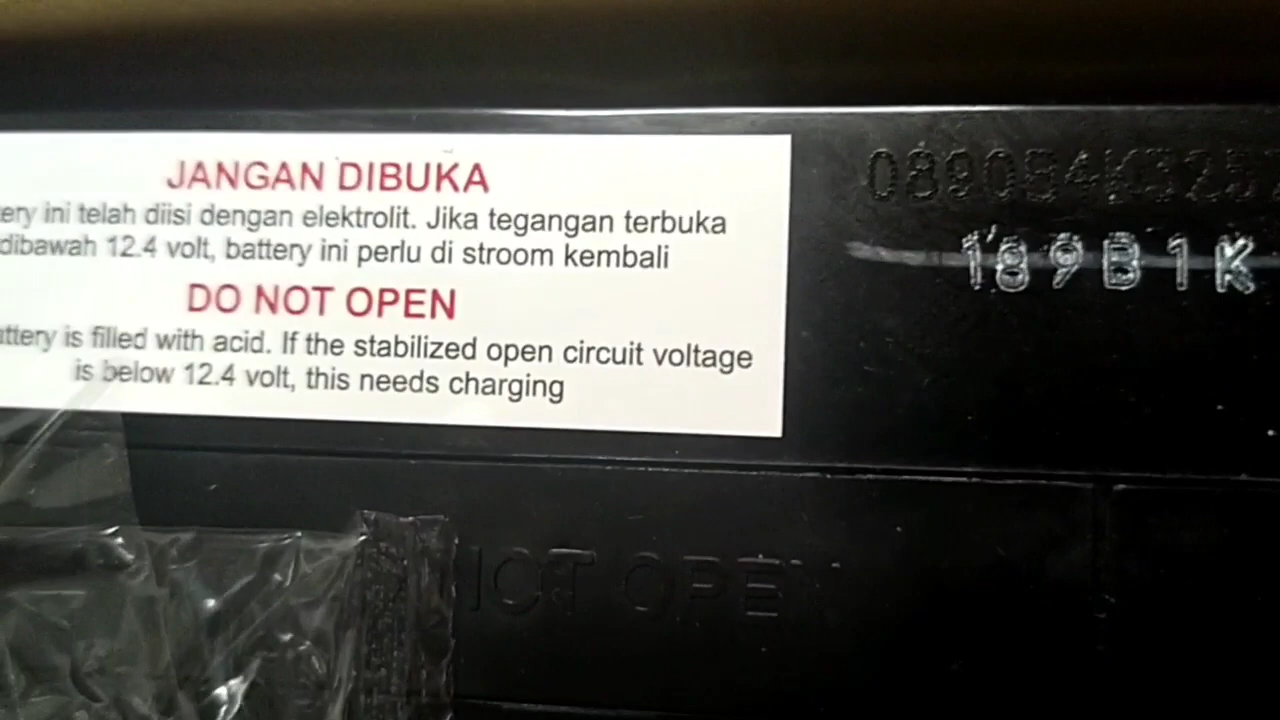 JANGAN DIBUKA
ini telah diisi dengan elektrolit. Jika tegangan terbuka
dibawah 12.4 volt, battery ini perlu di stroom kembali
DO NOT OPEN
is filled with acid. If the stabilized open circuit voltage
is below 12.4 volt, this needs charging
189B1K
OPEN